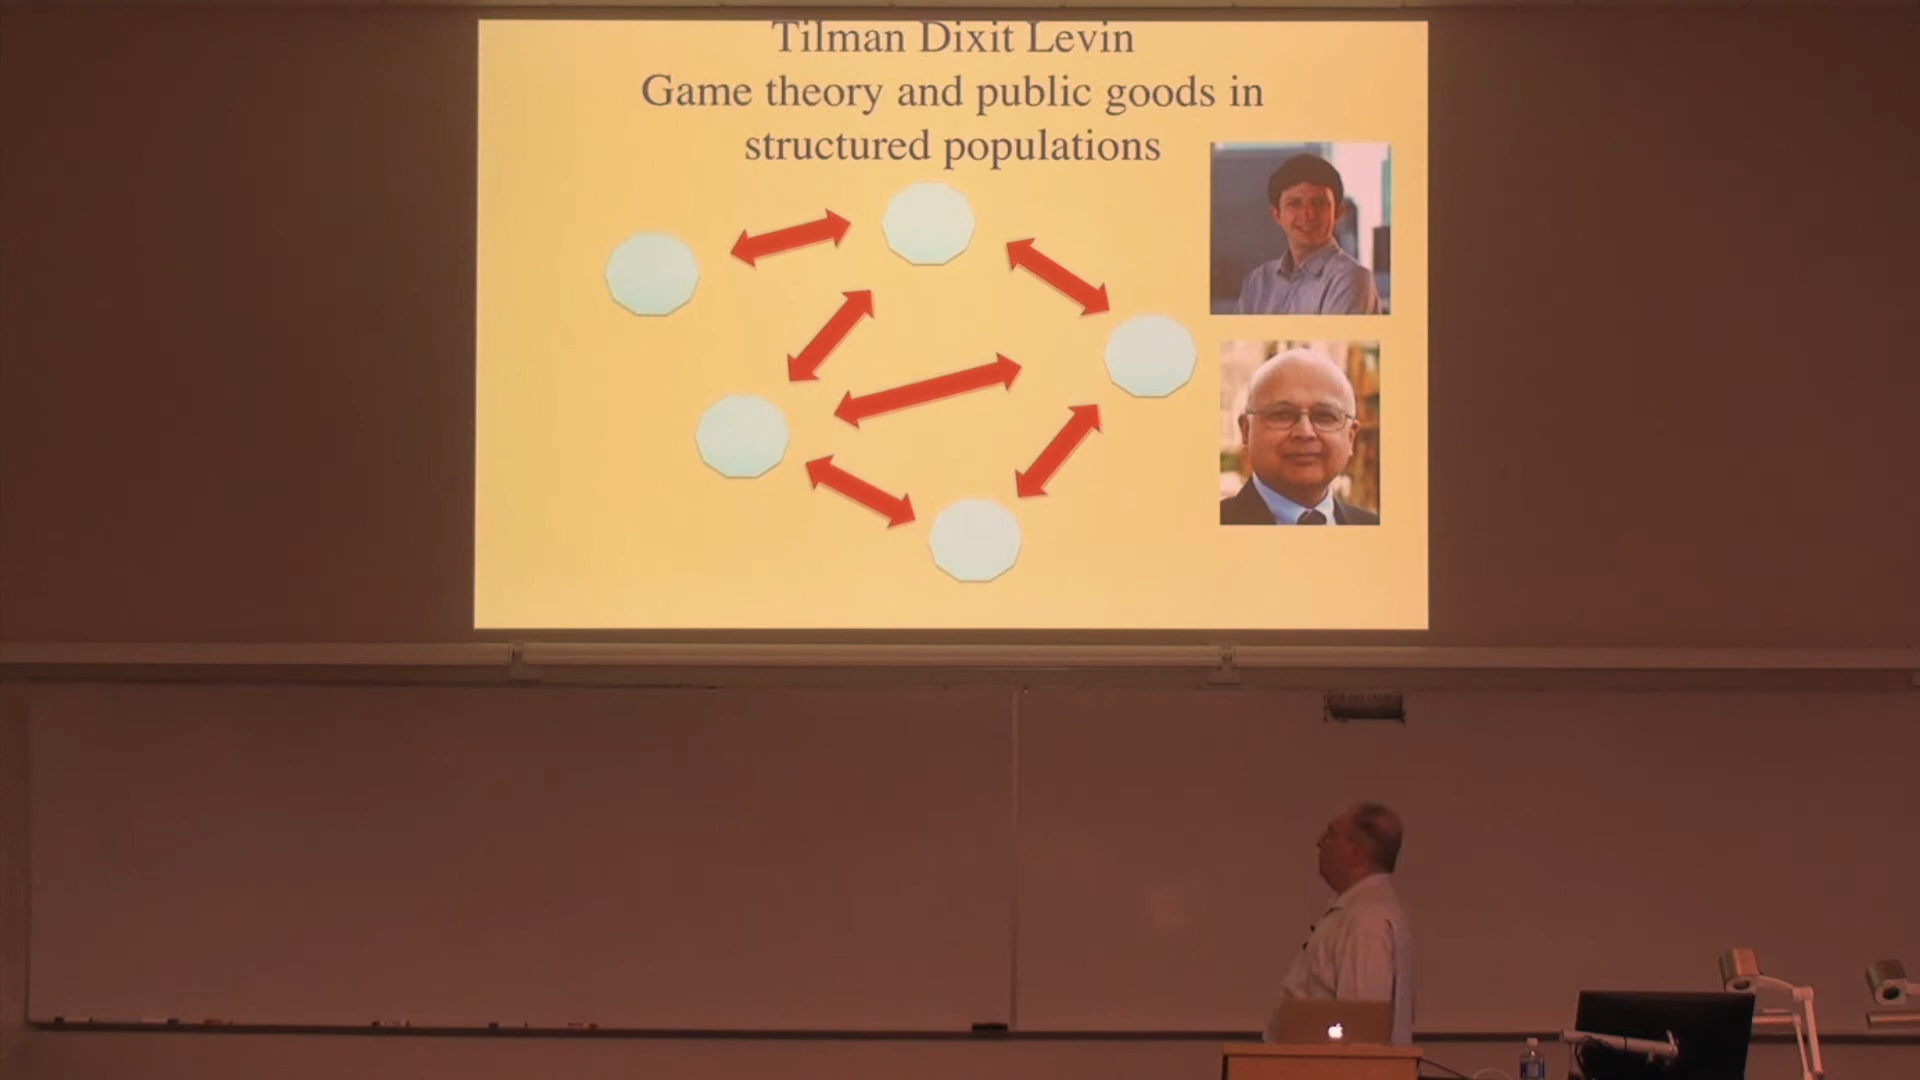 Tilman Dixit Levin
Game theory and public goods in
structured populations